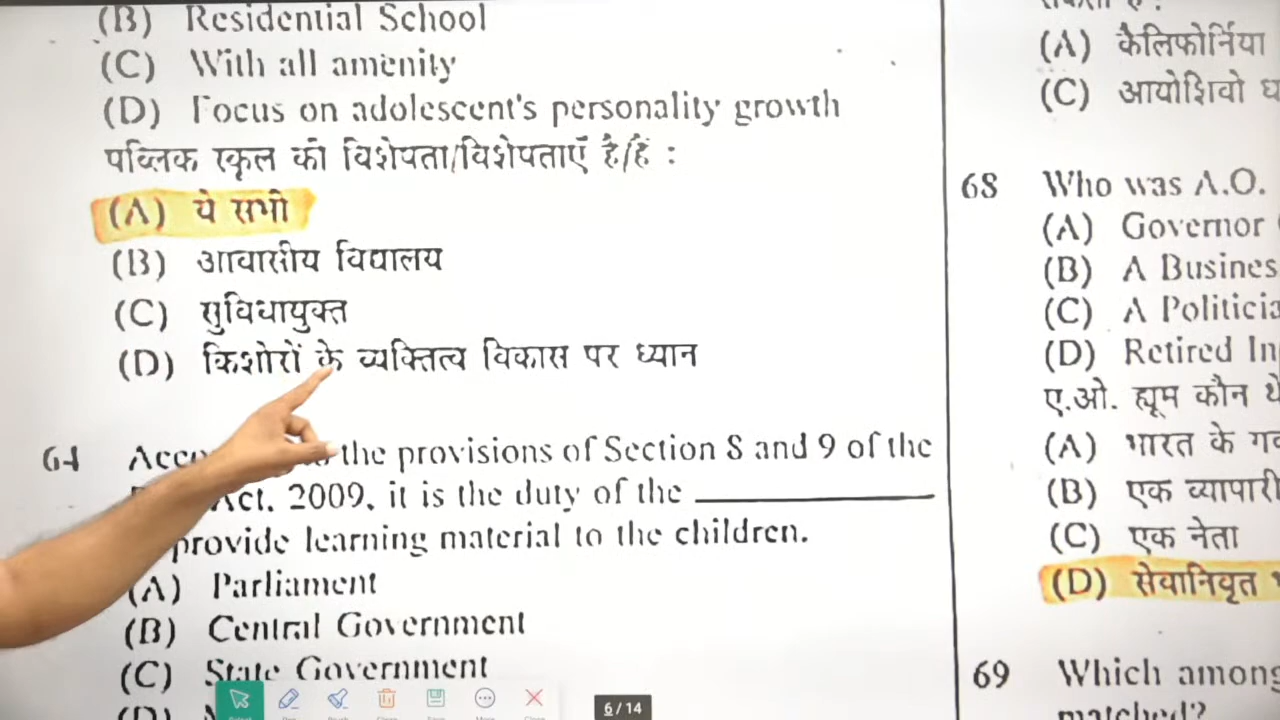 (B) Residential School
(C) With all amenity
(D) Focus on adolescent's personality growth
पब्लिक स्कूल की विशेषता/विशेषताएँ है/हैं :
(A) ये सभी
(B) आवासीय विद्यालय
(C) सुविधायुक्त
(D) किशोरों के व्यक्तित्व विकास पर ध्यान
64 the provisions of Section 8 and 9 of the
Act, 2009, it is the duty of the
provide learning material to the children.
(A) Parliament
(B) Central Government
(C) State Government
(A) कैलिफोर्निया
(C)
68 Who was A.O.
(A) Governor
(B) A
(C) A
(D) Retired
ए.ओ. ह्यूम कौन थे
(A) भारत के
(B) एक व्यापारी
(C) एक नेता
(D) सेवानिवृत
69 Which among
matched?
6/14